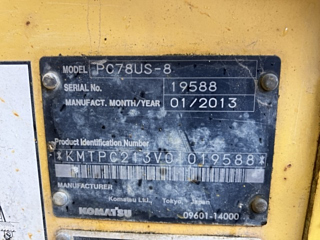 MODEL PC78US-8
SERIAL No. 19588
MANUFACT. MONTH/YEAR 01/2013
Product Identification Number
*KMTPC213V01019588*
MANUFACTURER
Komatsu Ltd., Tokyo, Japan
KOMATSU 09601-14000